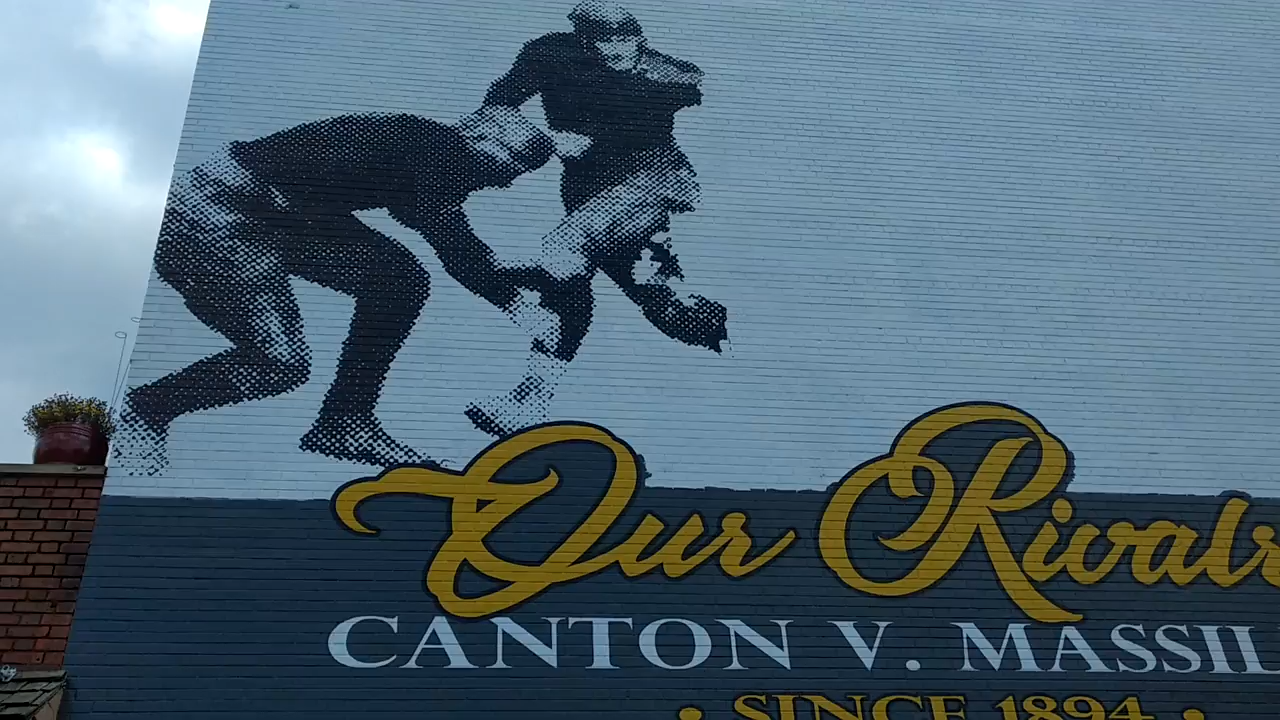 Our Rivalr
CANTON V. MASSIL
• SINCE 1894 •